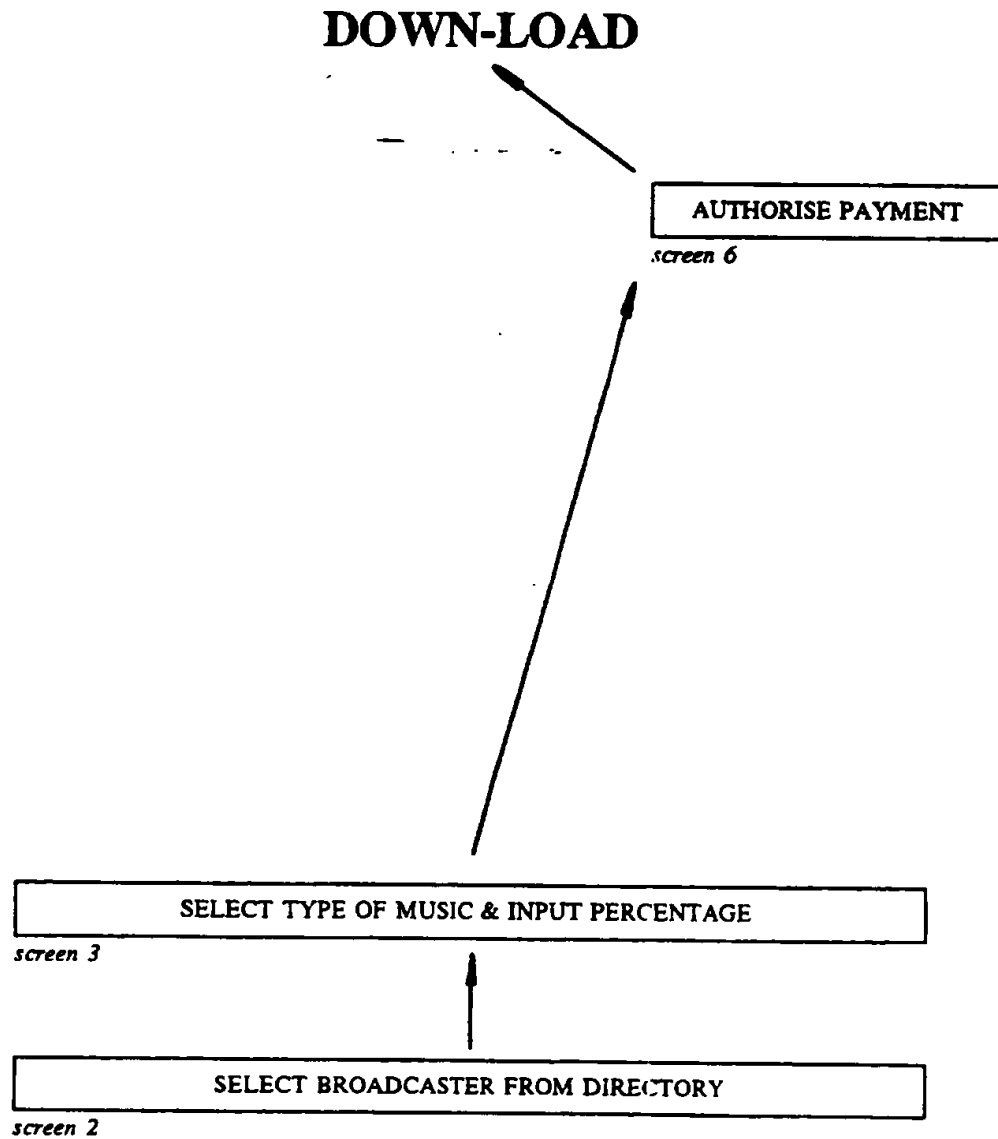 DOWN-LOAD
AUTHORISE PAYMENT
screen 6
SELECT TYPE OF MUSIC & INPUT PERCENTAGE
screen 3
SELECT BROADCASTER FROM DIRECTORY
screen 2